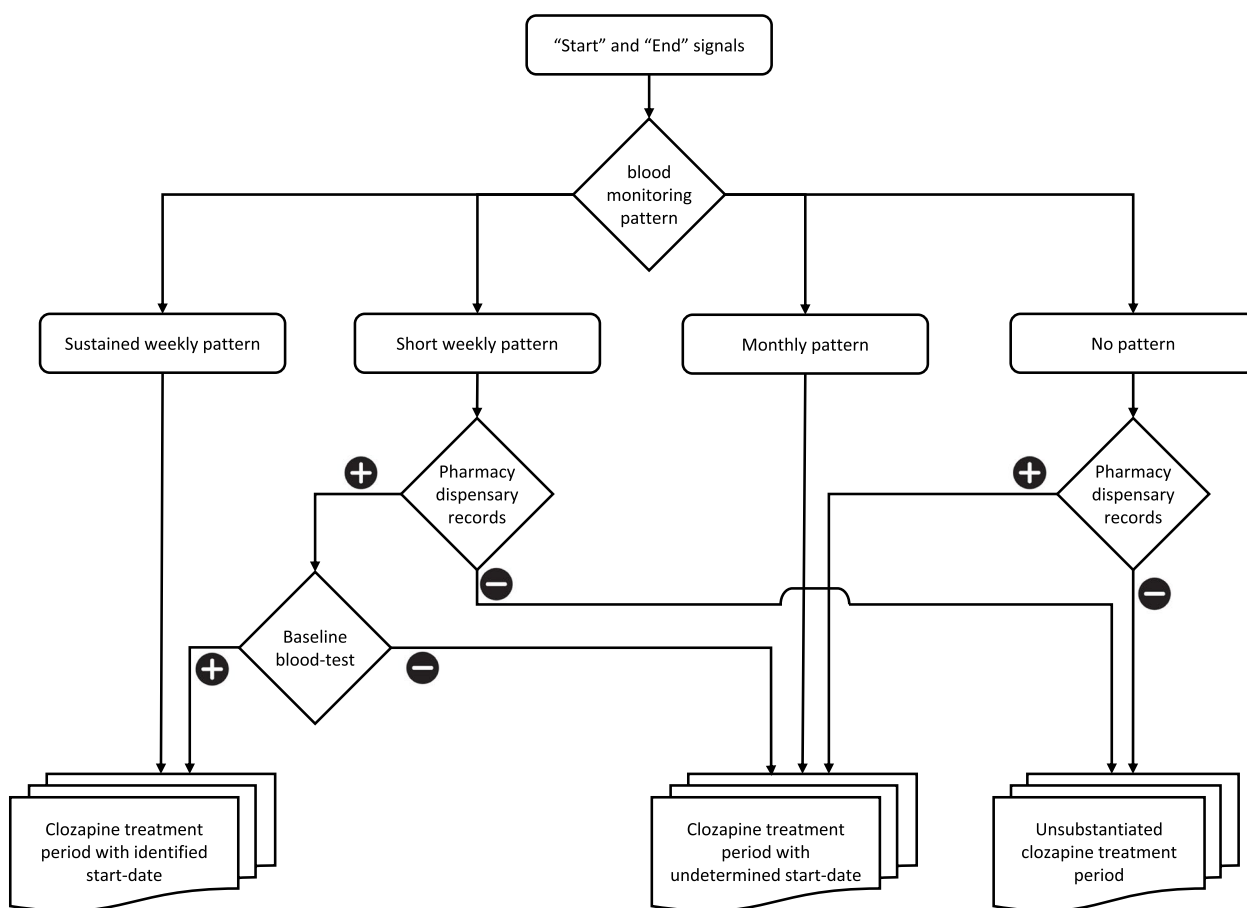 “Start” and “End” signals
blood
monitoring
pattern
Sustained weekly pattern
Short weekly pattern
Monthly pattern
No pattern
Pharmacy
dispensary
records
Pharmacy
dispensary
records
Baseline
blood-test
Clozapine treatment
period with identified
start-date
Clozapine treatment
period with
undetermined start-date
Unsubstantiated
clozapine treatment
period